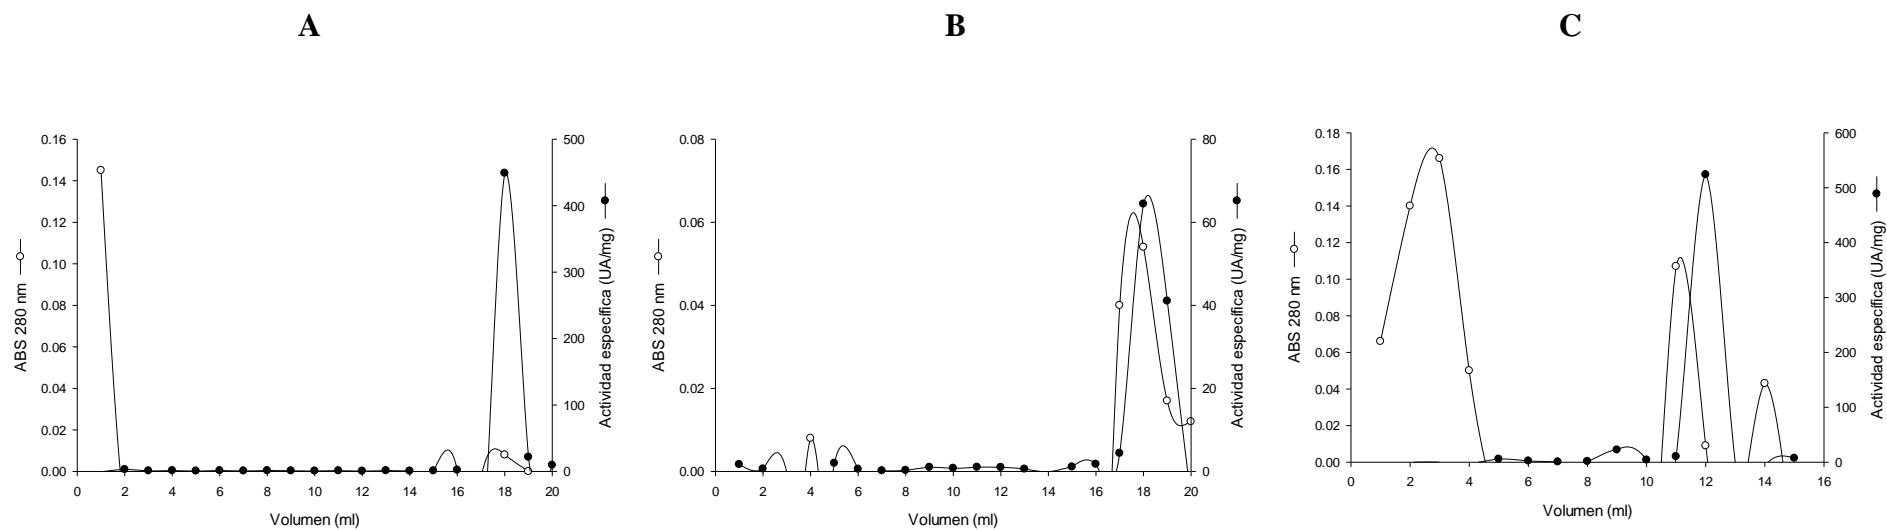 A
B
C
0.16
0.14
0.12
0.10
0.08
0.06
0.04
0.02
0.00
ABS 280 nm
0 2 4 6 8 10 12 14 16 18 20
Volumen (ml)
500
400
300
200
100
0
Actividad específica (UA/mg)
0.08
0.06
0.04
0.02
0.00
ABS 280 nm
0 2 4 6 8 10 12 14 16 18 20
Volumen (ml)
80
60
40
20
0
Actividad específica (UA/mg)
0.18
0.16
0.14
0.12
0.10
0.08
0.06
0.04
0.02
0.00
ABS 280 nm
0 2 4 6 8 10 12 14 16
Volumen (ml)
600
500
400
300
200
100
0
Actividad específica (UA/mg)